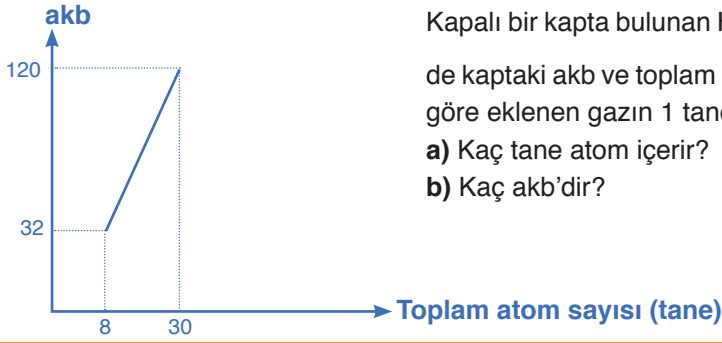 akb
120
32
8
30
Toplam atom sayısı (tane)
Kapalı bir kapta bulunan
de kaptaki akb ve toplam
göre eklenen gazın 1 tan
a) Kaç tane atom içerir?
b) Kaç akb’dir?